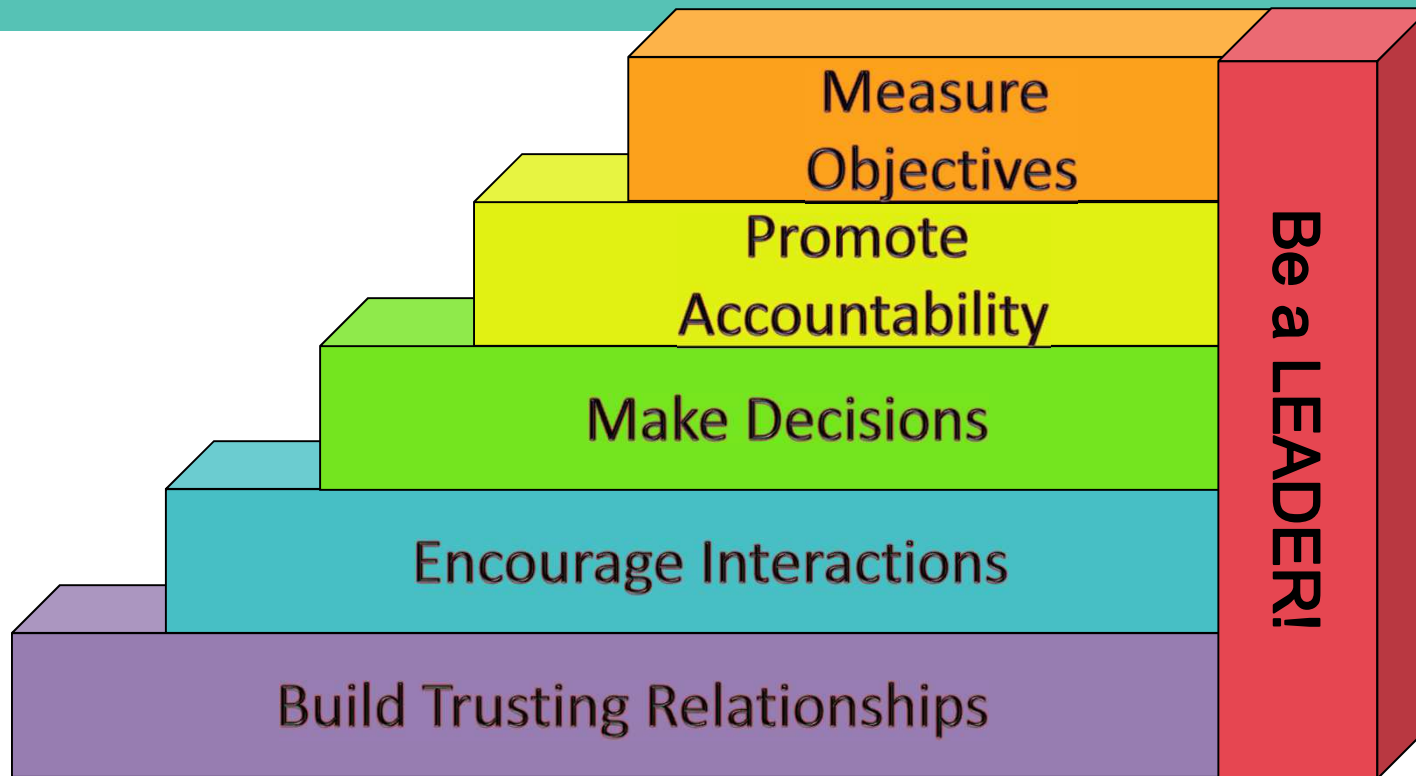 Measure
Objectives
Promote
Accountability
Make Decisions
Encourage Interactions
Build Trusting Relationships
Be a LEADER!